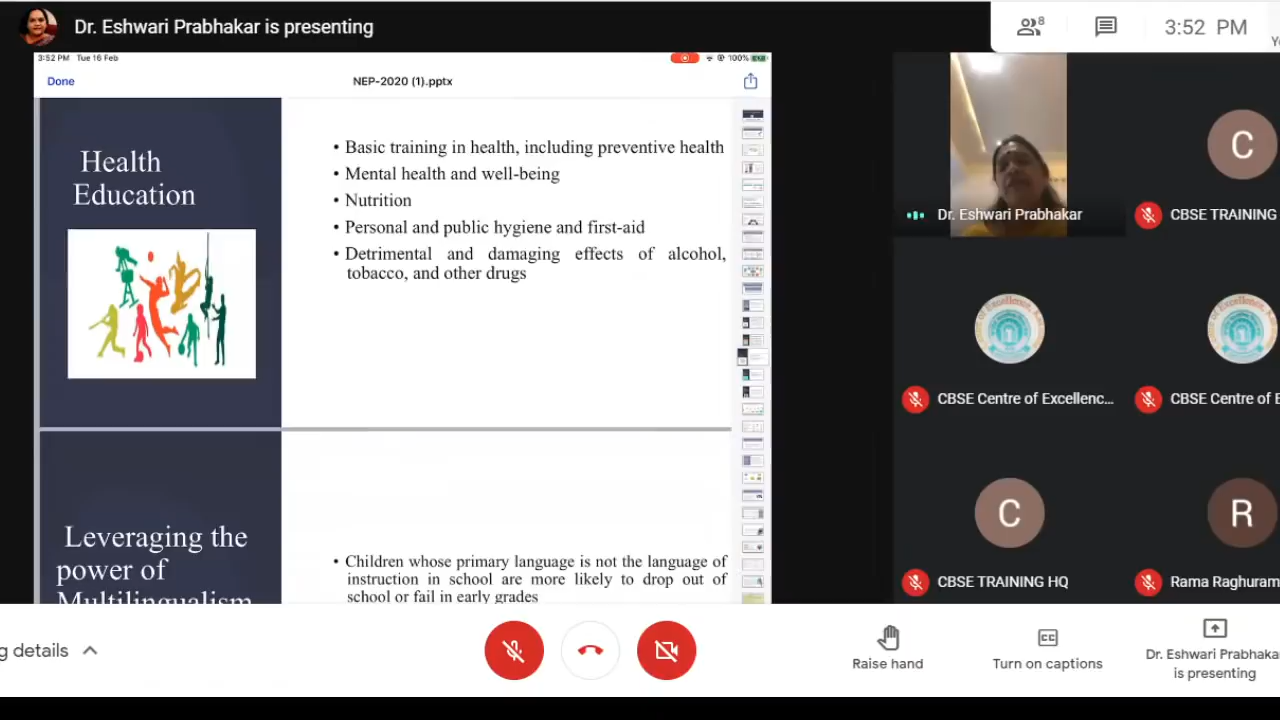 Dr. Eshwari Prabhakar is presenting
8
3:52 PM
3:52 PM Tue 16 Feb
100%
Done
NEP-2020 (1).pptx
Health
Education
• Basic training in health, including preventive health
• Mental health and well-being
• Nutrition
• Personal and public hygiene and first-aid
• Detrimental and damaging effects of alcohol,
tobacco, and other drugs
Leveraging the
power of
Multilingualism
• Children whose primary language is not the language of
instruction in school are more likely to drop out of
school or fail in early grades
Dr. Eshwari Prabhakar
C
CBSE TRAINING
CBSE Centre of Excellenc...
CBSE Centre of E
C
CBSE TRAINING HQ
R
Rama Raghuram
g details
Raise hand
CC
Turn on captions
Dr. Eshwari Prabhaka
is presenting